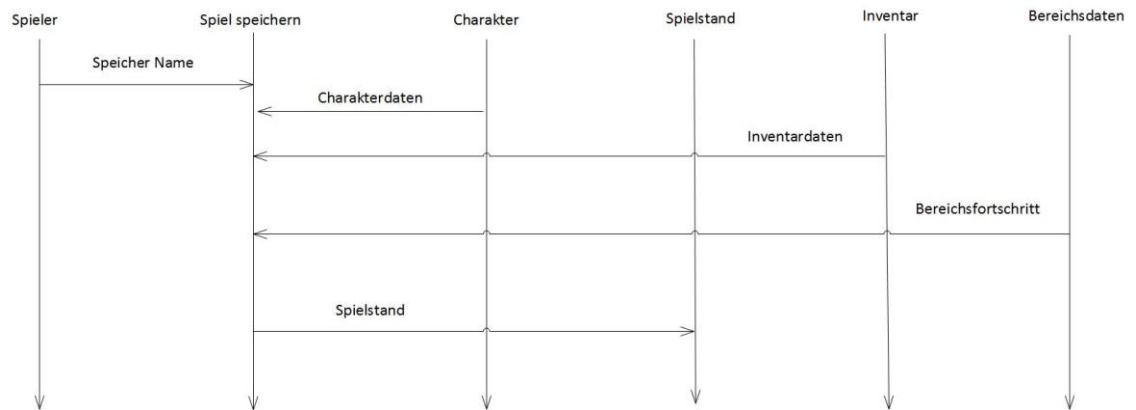 Spieler
Spiel speichern
Charakter
Spielstand
Inventar
Bereichsdaten
Speicher Name
Charakterdaten
Inventardaten
Bereichsfortschritt
Spielstand